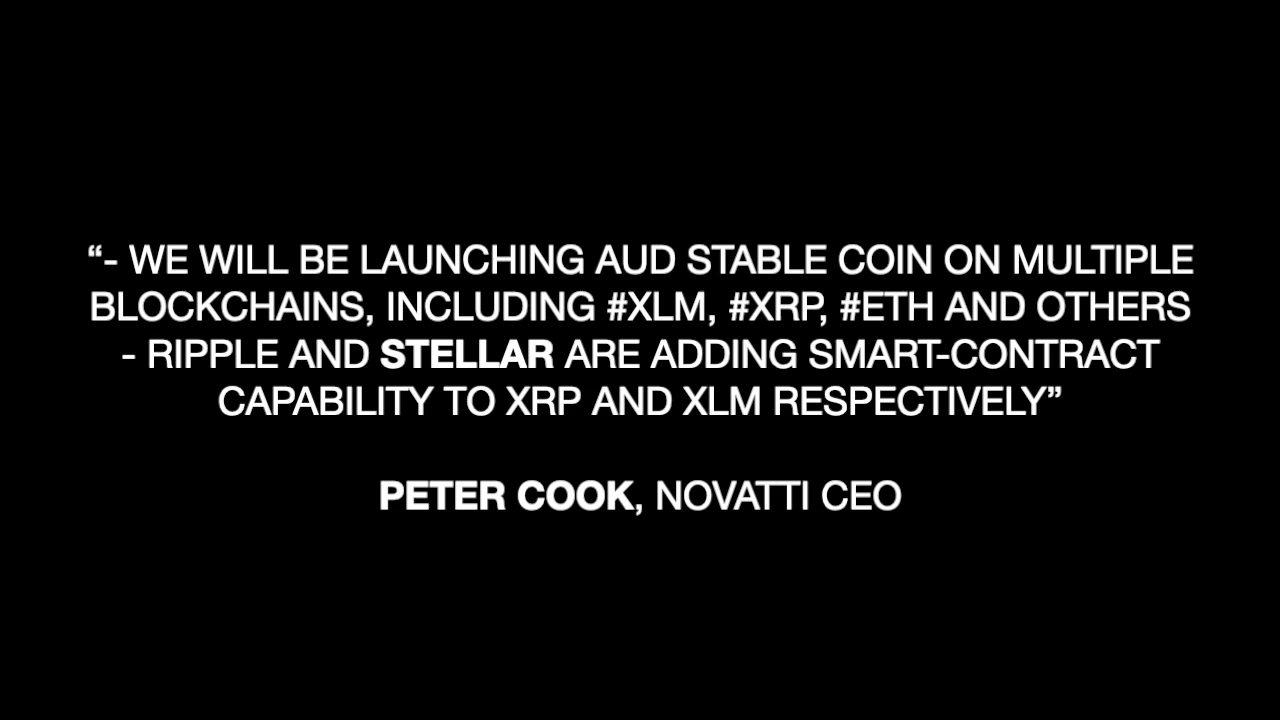 “- WE WILL BE LAUNCHING AUD STABLE COIN ON MULTIPLE
BLOCKCHAINS, INCLUDING #XLM, #XRP, #ETH AND OTHERS
- RIPPLE AND STELLAR ARE ADDING SMART-CONTRACT
CAPABILITY TO XRP AND XLM RESPECTIVELY”
PETER COOK, NOVATTI CEO